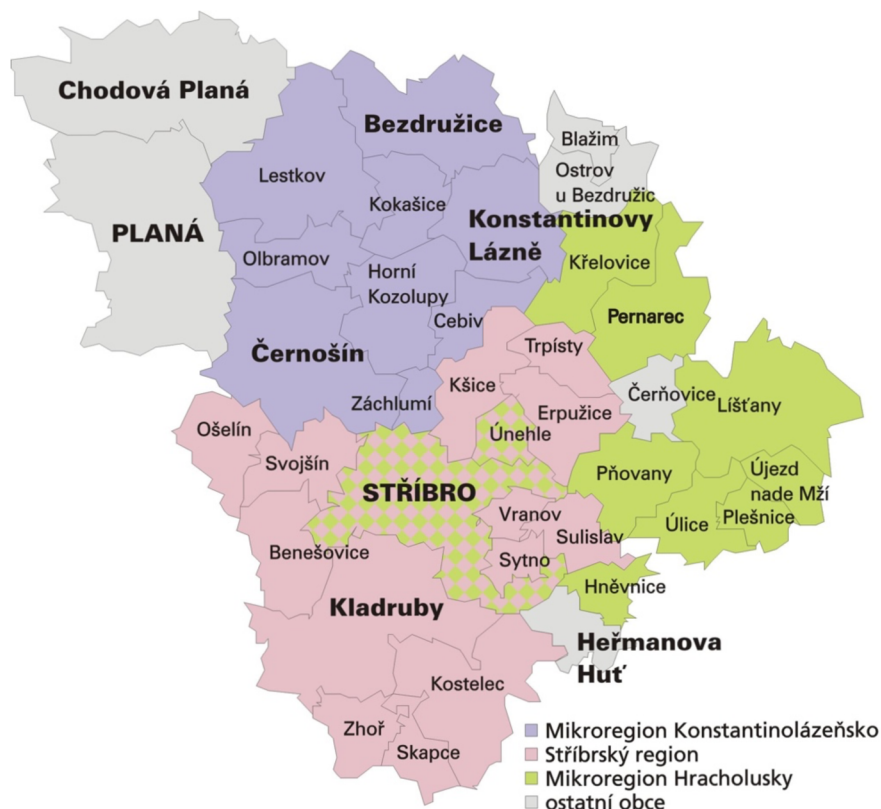 Chodová Planá
Bezdružice
Blažim
Ostrov
u Bezdružic
Lestkov
Kokašice
Konstantinovy
Lázně
PLANÁ
Olbramov
Křelovice
Horní
Kozolupy
Pernarec
Cebiv
Trpísty
Černošín
Kšice
Čerňovice
Líšťany
Záchlumí
Erpužice
Ošelín
Únehle
Svojšín
Pňovany
Újezd
nade Mží
STŘÍBRO
Vranov
Úlice
Plešnice
Sulislav
Benešovice
Sytno
Hněvnice
Kladruby
Heřmanova
Huť
Kostelec
Zhoř
Skapce
Mikroregion Konstantinolázeňsko
Stříbrský region
Mikroregion Hracholusky
ostatní obce